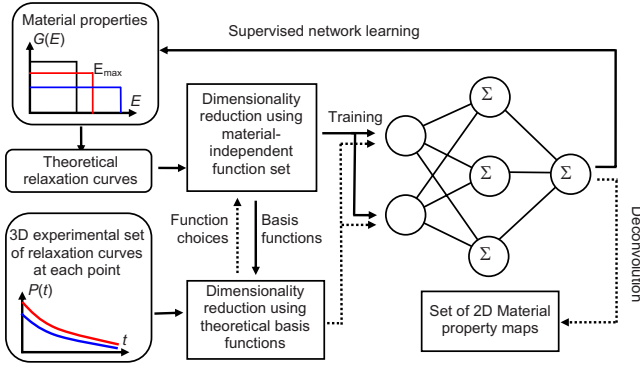 Material properties
G(E)
E_max
E
Supervised network learning
Theoretical
relaxation curves
Dimensionality
reduction using
material-
independent
function set
Training
Σ
Σ
Σ
Σ
Function
choices
Basis
functions
3D experimental set
of relaxation curves
at each point
P(t)
t
Dimensionality
reduction using
theoretical basis
functions
Set of 2D Material
property maps
Deconvolution